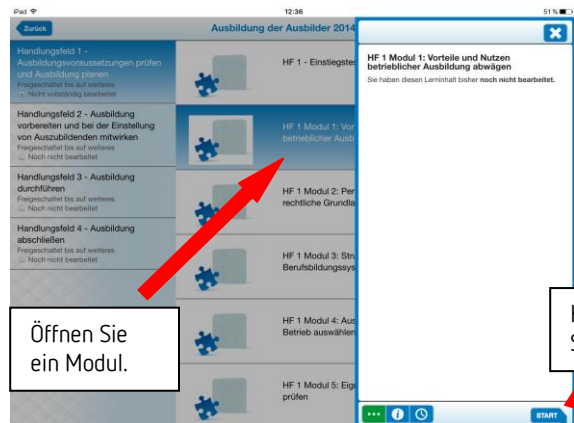 iPad
12:36
51 %
Zurück
Ausbildung der Ausbilder 2014
Handlungsfeld 1 -
Ausbildungsvoraussetzungen prüfen
und Ausbildung planen
Freigeschaltet bis auf weiteres
Nicht vollständig bearbeitet
Handlungsfeld 2 - Ausbildung
vorbereiten und bei der Einstellung
von Auszubildenden mitwirken
Freigeschaltet bis auf weiteres
Noch nicht bearbeitet
Handlungsfeld 3 - Ausbildung
durchführen
Freigeschaltet bis auf weiteres
Noch nicht bearbeitet
Handlungsfeld 4 - Ausbildung
abschließen
Freigeschaltet bis auf weiteres
Noch nicht bearbeitet
Öffnen Sie
ein Modul.
HF 1 - Einstiegstes
HF 1 Modul 1: Vor
betrieblicher Ausb
HF 1 Modul 2: Per
rechtliche Grundla
HF 1 Modul 3: Stru
Berufsbildungssys
HF 1 Modul 4: Aus
Betrieb auswählen
HF 1 Modul 5: Eig
prüfen
HF 1 Modul 1: Vorteile und Nutzen
betrieblicher Ausbildung abwägen
Sie haben diesen Lerninhalt bisher noch nicht bearbeitet.
START